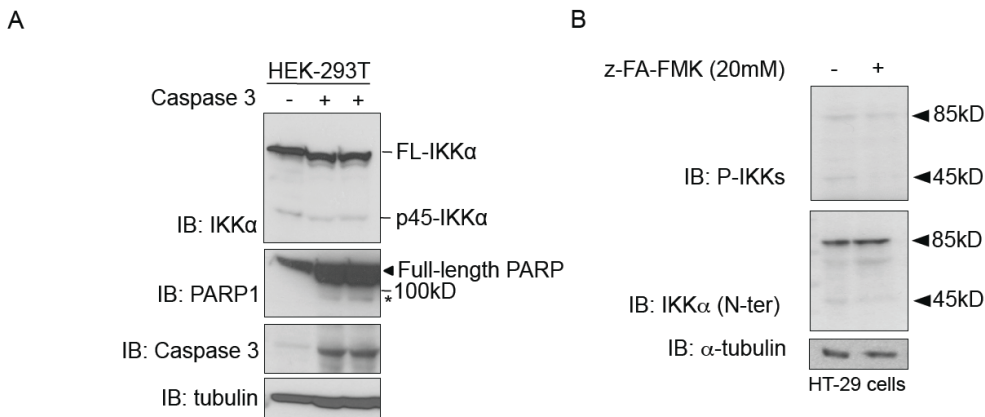 A
HEK-293T
Caspase 3 - + +
FL-IKKα
p45-IKKα
IB: IKKα
Full-length PARP
100kD
*
IB: PARP1
IB: Caspase 3
IB: tubulin
B
z-FA-FMK (20mM) - +
85kD
IB: P-IKKs
45kD
85kD
IB: IKKα (N-ter)
45kD
IB: α-tubulin
HT-29 cells